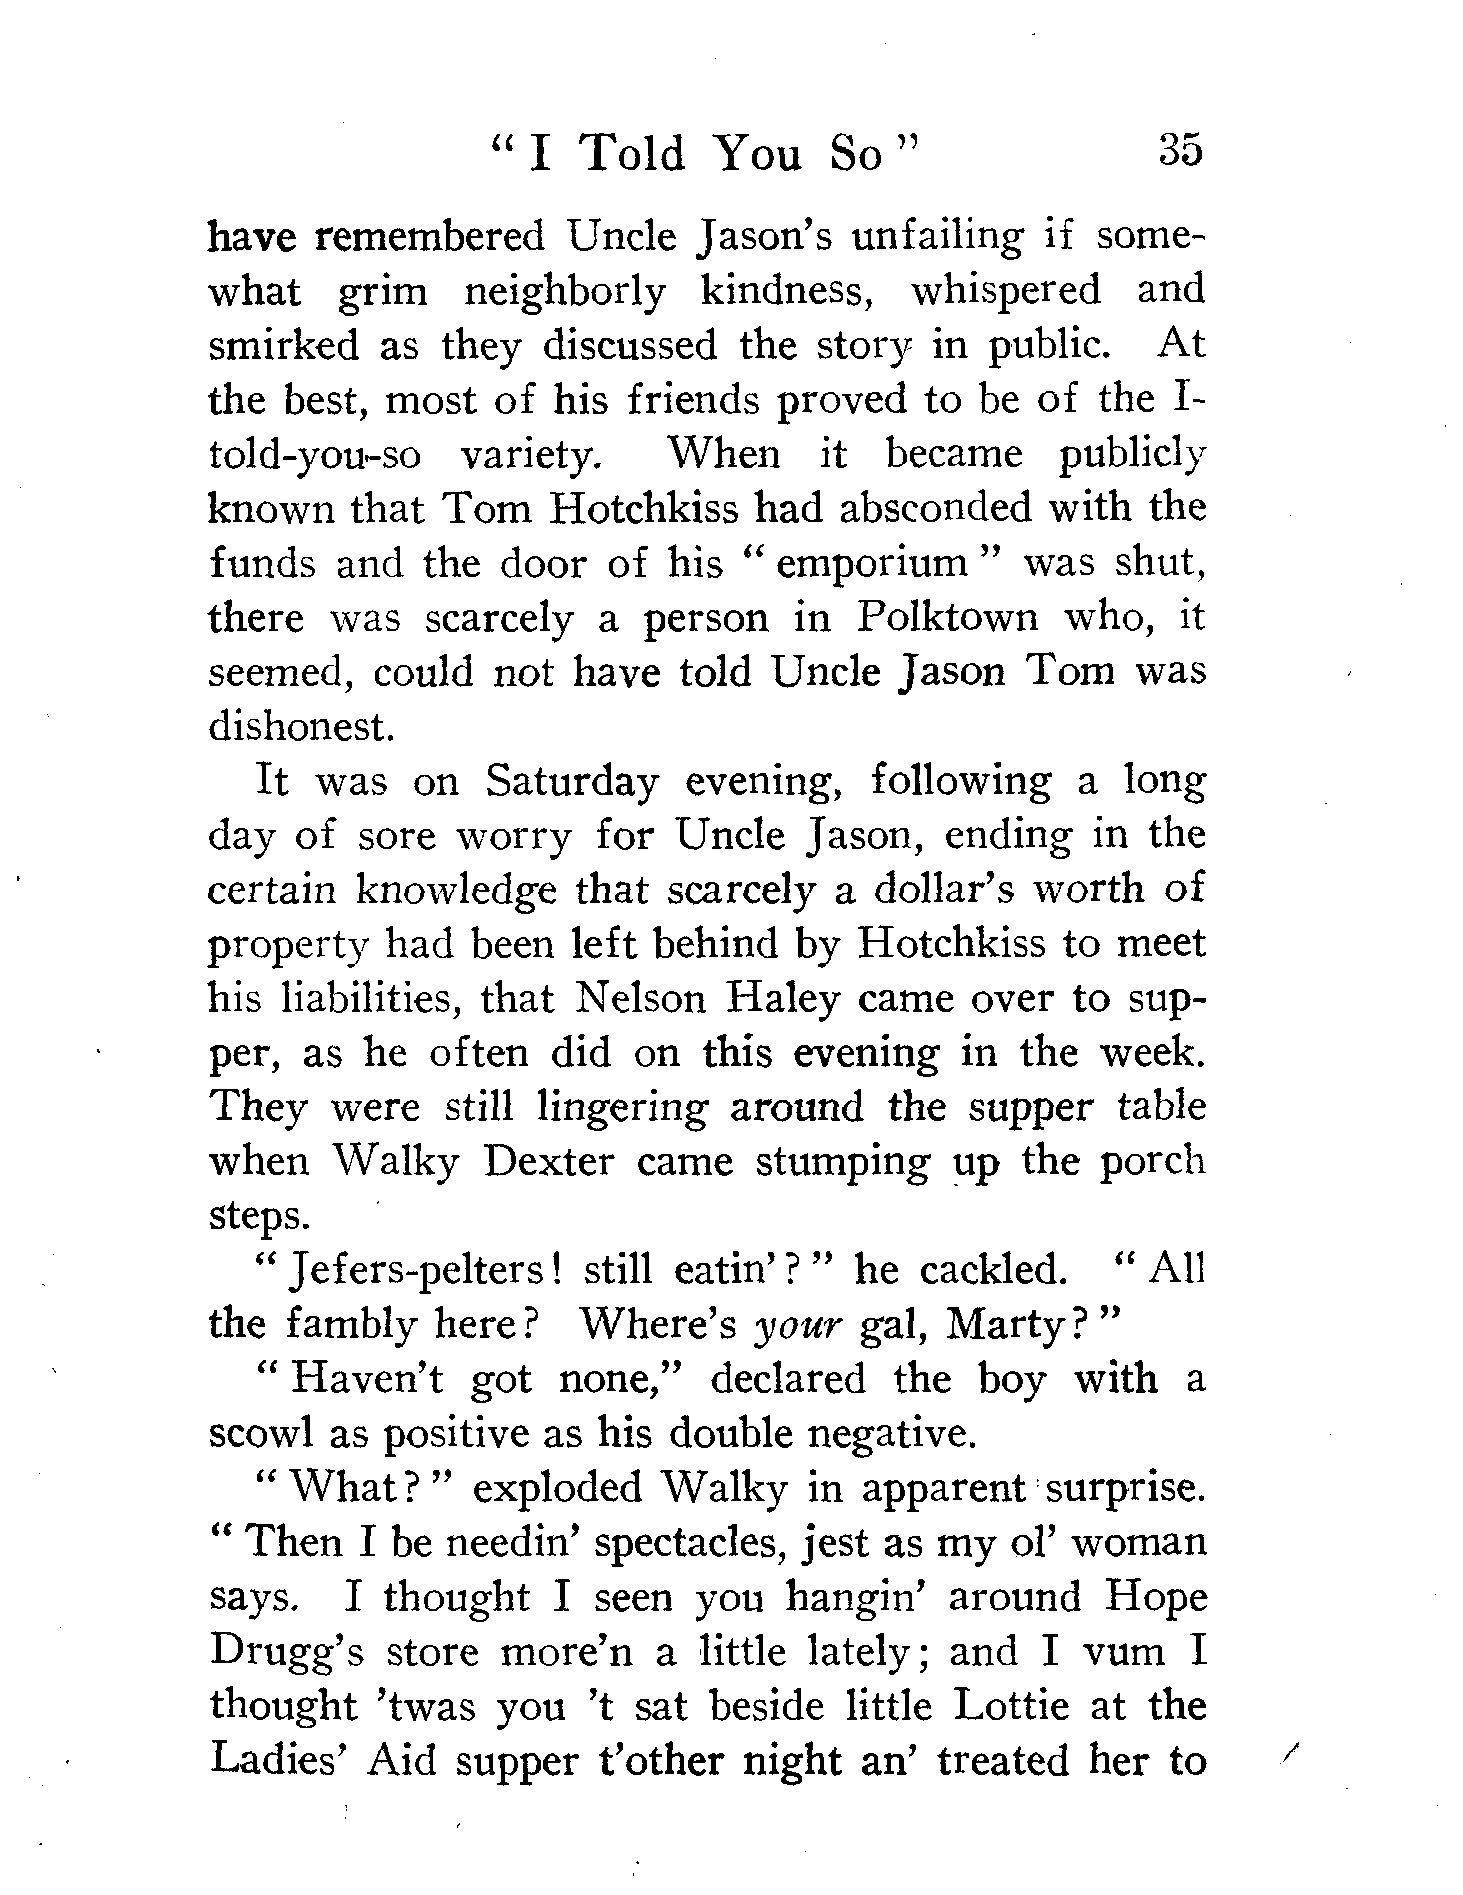 “ I Told You So ” 35
have remembered Uncle Jason’s unfailing if some-
what grim neighborly kindness, whispered and
smirked as they discussed the story in public. At
the best, most of his friends proved to be of the I-
told-you-so variety. When it became publicly
known that Tom Hotchkiss had absconded with the
funds and the door of his “ emporium ” was shut,
there was scarcely a person in Polktown who, it
seemed, could not have told Uncle Jason Tom was
dishonest.
It was on Saturday evening, following a long
day of sore worry for Uncle Jason, ending in the
certain knowledge that scarcely a dollar’s worth of
property had been left behind by Hotchkiss to meet
his liabilities, that Nelson Haley came over to sup-
per, as he often did on this evening in the week.
They were still lingering around the supper table
when Walky Dexter came stumping up the porch
steps.
“ Jefers-pelters! still eatin’? ” he cackled. “ All
the fambly here? Where’s your gal, Marty? ”
“ Haven’t got none,” declared the boy with a
scowl as positive as his double negative.
“ What? ” exploded Walky in apparent surprise.
“ Then I be needin’ spectacles, jest as my ol’ woman
says. I thought I seen you hangin’ around Hope
Drugg’s store more’n a little lately; and I vum I
thought ’twas you ’t sat beside little Lottie at the
Ladies’ Aid supper t’other night an’ treated her to